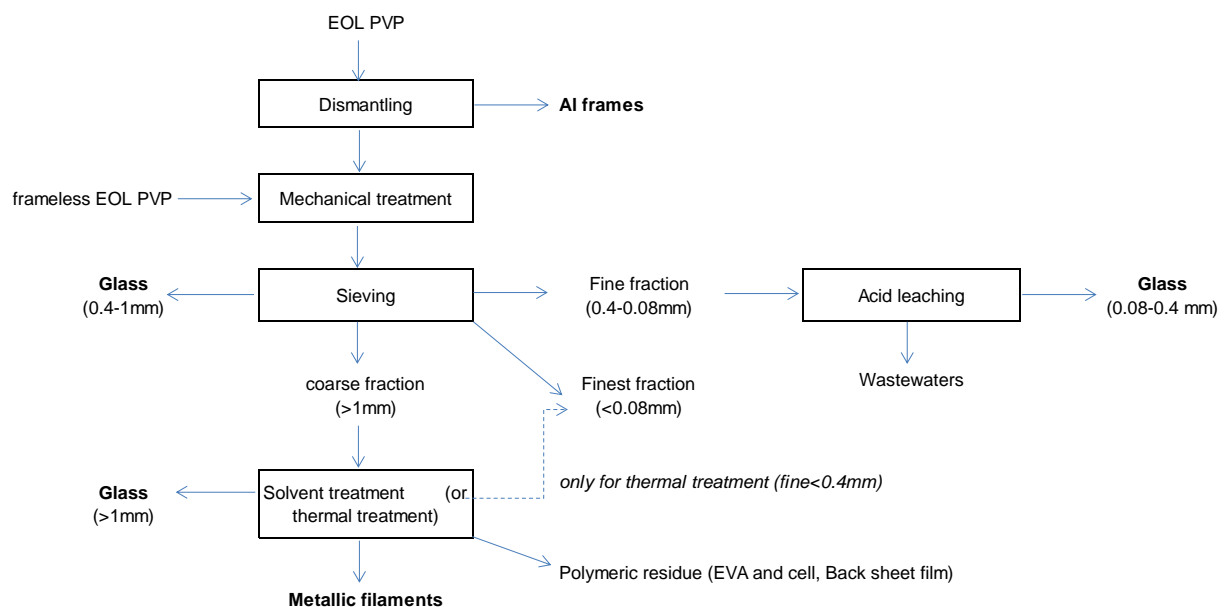 EOL PVP
Dismantling
Al frames
frameless EOL PVP
Mechanical treatment
Glass
(0.4-1mm)
Sieving
Fine fraction
(0.4-0.08mm)
Acid leaching
Glass
(0.08-0.4 mm)
coarse fraction
(>1mm)
Finest fraction
(<0.08mm)
Wastewaters
Glass
(>1mm)
Solvent treatment (or
thermal treatment)
only for thermal treatment (fine<0.4mm)
Polymeric residue (EVA and cell, Back sheet film)
Metallic filaments